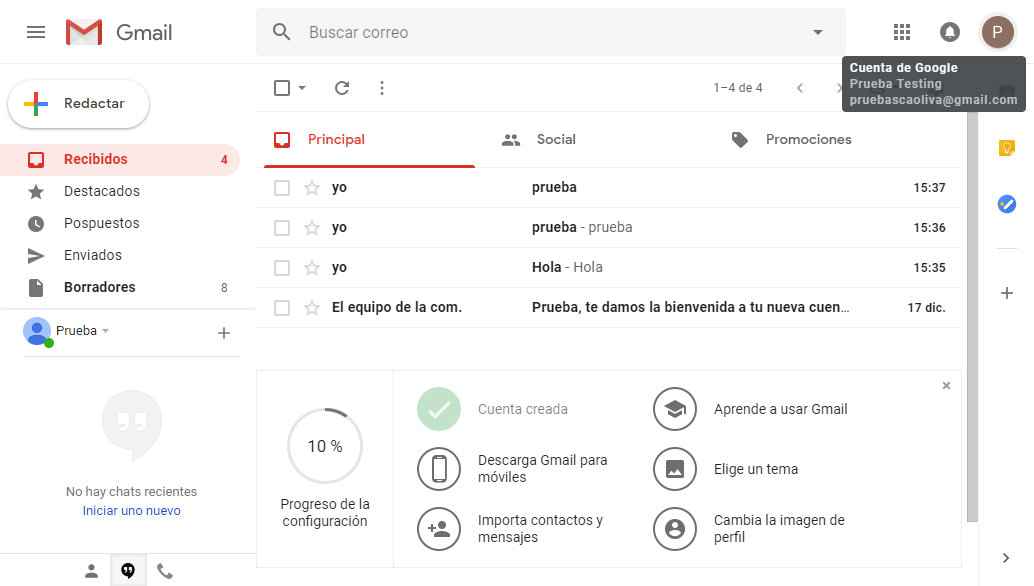 Gmail
Buscar correo
P
Cuenta de Google
Prueba Testing
pruebascaoliva@gmail.com
Redactar
1–4 de 4
Recibidos 4
Destacados
Pospuestos
Enviados
Borradores 8
Principal Social Promociones
yo prueba 15:37
yo prueba - prueba 15:36
yo Hola - Hola 15:35
El equipo de la com. Prueba, te damos la bienvenida a tu nueva cuen… 17 dic.
Prueba
No hay chats recientes
Iniciar uno nuevo
10 %
Progreso de la
configuración
Cuenta creada
Descarga Gmail para
móviles
Importa contactos y
mensajes
Aprende a usar Gmail
Elige un tema
Cambia la imagen de
perfil